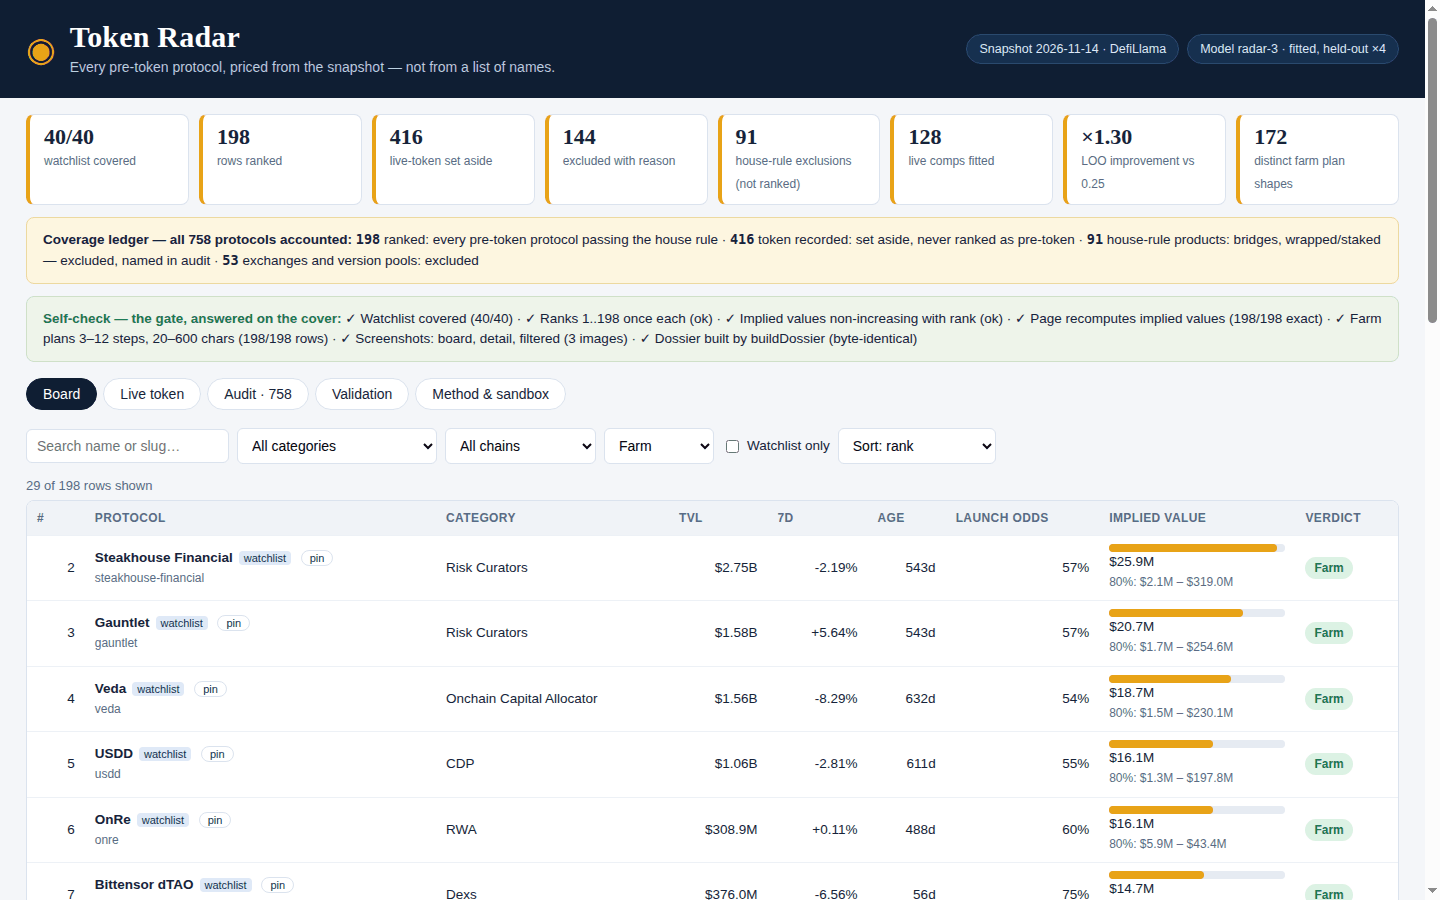 Token Radar
Every pre-token protocol, priced from the snapshot — not from a list of names.
Snapshot 2026-11-14 · DefiLlama
Model radar-3 · fitted, held-out ×4
40/40
watchlist covered
198
rows ranked
416
live-token set aside
144
excluded with reason
91
house-rule exclusions
(not ranked)
128
live comps fitted
×1.30
LOO improvement vs
0.25
172
distinct farm plan
shapes
Coverage ledger — all 758 protocols accounted: 198 ranked: every pre-token protocol passing the house rule · 416 token recorded: set aside, never ranked as pre-token · 91 house-rule products: bridges, wrapped/staked
— excluded, named in audit · 53 exchanges and version pools: excluded
Self-check — the gate, answered on the cover: ✓ Watchlist covered (40/40) · ✓ Ranks 1..198 once each (ok) · ✓ Implied values non-increasing with rank (ok) · ✓ Page recomputes implied values (198/198 exact) · ✓ Farm
plans 3–12 steps, 20–600 chars (198/198 rows) · ✓ Screenshots: board, detail, filtered (3 images) · ✓ Dossier built by buildDossier (byte-identical)
Board Live token Audit · 758 Validation Method & sandbox
Search name or slug… All categories All chains Farm Watchlist only Sort: rank
29 of 198 rows shown
# PROTOCOL CATEGORY TVL 7D AGE LAUNCH ODDS IMPLIED VALUE VERDICT
2 Steakhouse Financial watchlist pin Risk Curators $2.75B -2.19% 543d 57% $25.9M Farm
steakhouse-financial 80%: $2.1M – $319.0M
3 Gauntlet watchlist pin Risk Curators $1.58B +5.64% 543d 57% $20.7M Farm
gauntlet 80%: $1.7M – $254.6M
4 Veda watchlist pin Onchain Capital Allocator $1.56B -8.29% 632d 54% $18.7M Farm
veda 80%: $1.5M – $230.1M
5 USDD watchlist pin CDP $1.06B -2.81% 611d 55% $16.1M Farm
usdd 80%: $1.3M – $197.8M
6 OnRe watchlist pin RWA $308.9M +0.11% 488d 60% $16.1M Farm
onre 80%: $5.9M – $43.4M
7 Bittensor dTAO watchlist pin Dexs $376.0M -6.56% 56d 75% $14.7M Farm